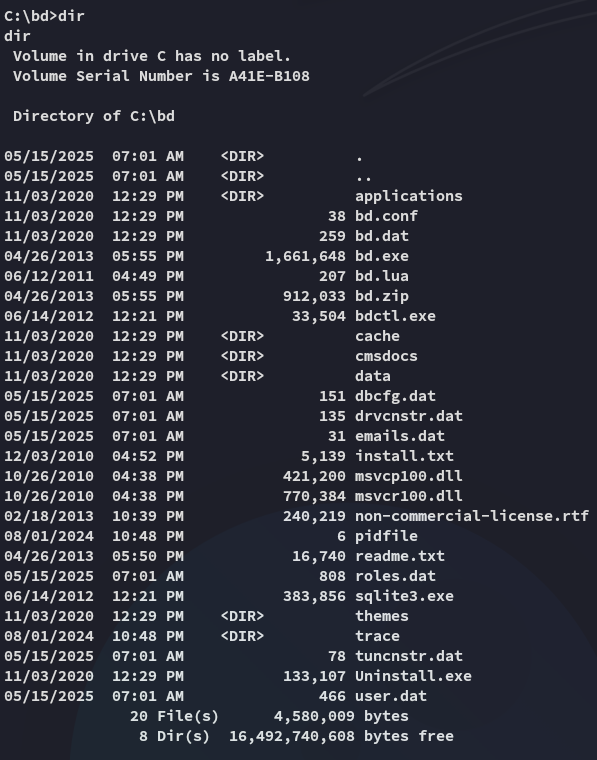 C:\bd>dir
dir
 Volume in drive C has no label.
 Volume Serial Number is A41E-B108

 Directory of C:\bd

05/15/2025  07:01 AM    <DIR>          .
05/15/2025  07:01 AM    <DIR>          ..
11/03/2020  12:29 PM    <DIR>          applications
11/03/2020  12:29 PM                38 bd.conf
11/03/2020  12:29 PM               259 bd.dat
04/26/2013  05:55 PM         1,661,648 bd.exe
06/12/2011  04:49 PM               207 bd.lua
04/26/2013  05:55 PM           912,033 bd.zip
06/14/2012  12:21 PM            33,504 bdctl.exe
11/03/2020  12:29 PM    <DIR>          cache
11/03/2020  12:29 PM    <DIR>          cmsdocs
11/03/2020  12:29 PM    <DIR>          data
05/15/2025  07:01 AM               151 dbcfg.dat
05/15/2025  07:01 AM               135 drvcnstr.dat
05/15/2025  07:01 AM                31 emails.dat
12/03/2010  04:52 PM             5,139 install.txt
10/26/2010  04:38 PM           421,200 msvcp100.dll
10/26/2010  04:38 PM           770,384 msvcr100.dll
02/18/2013  10:39 PM           240,219 non-commercial-license.rtf
08/01/2024  10:48 PM                 6 pidfile
04/26/2013  05:50 PM            16,740 readme.txt
05/15/2025  07:01 AM               808 roles.dat
06/14/2012  12:21 PM           383,856 sqlite3.exe
11/03/2020  12:29 PM    <DIR>          themes
08/01/2024  10:48 PM    <DIR>          trace
05/15/2025  07:01 AM                78 tuncnstr.dat
11/03/2020  12:29 PM           133,107 Uninstall.exe
05/15/2025  07:01 AM               466 user.dat
              20 File(s)      4,580,009 bytes
               8 Dir(s)  16,492,740,608 bytes free